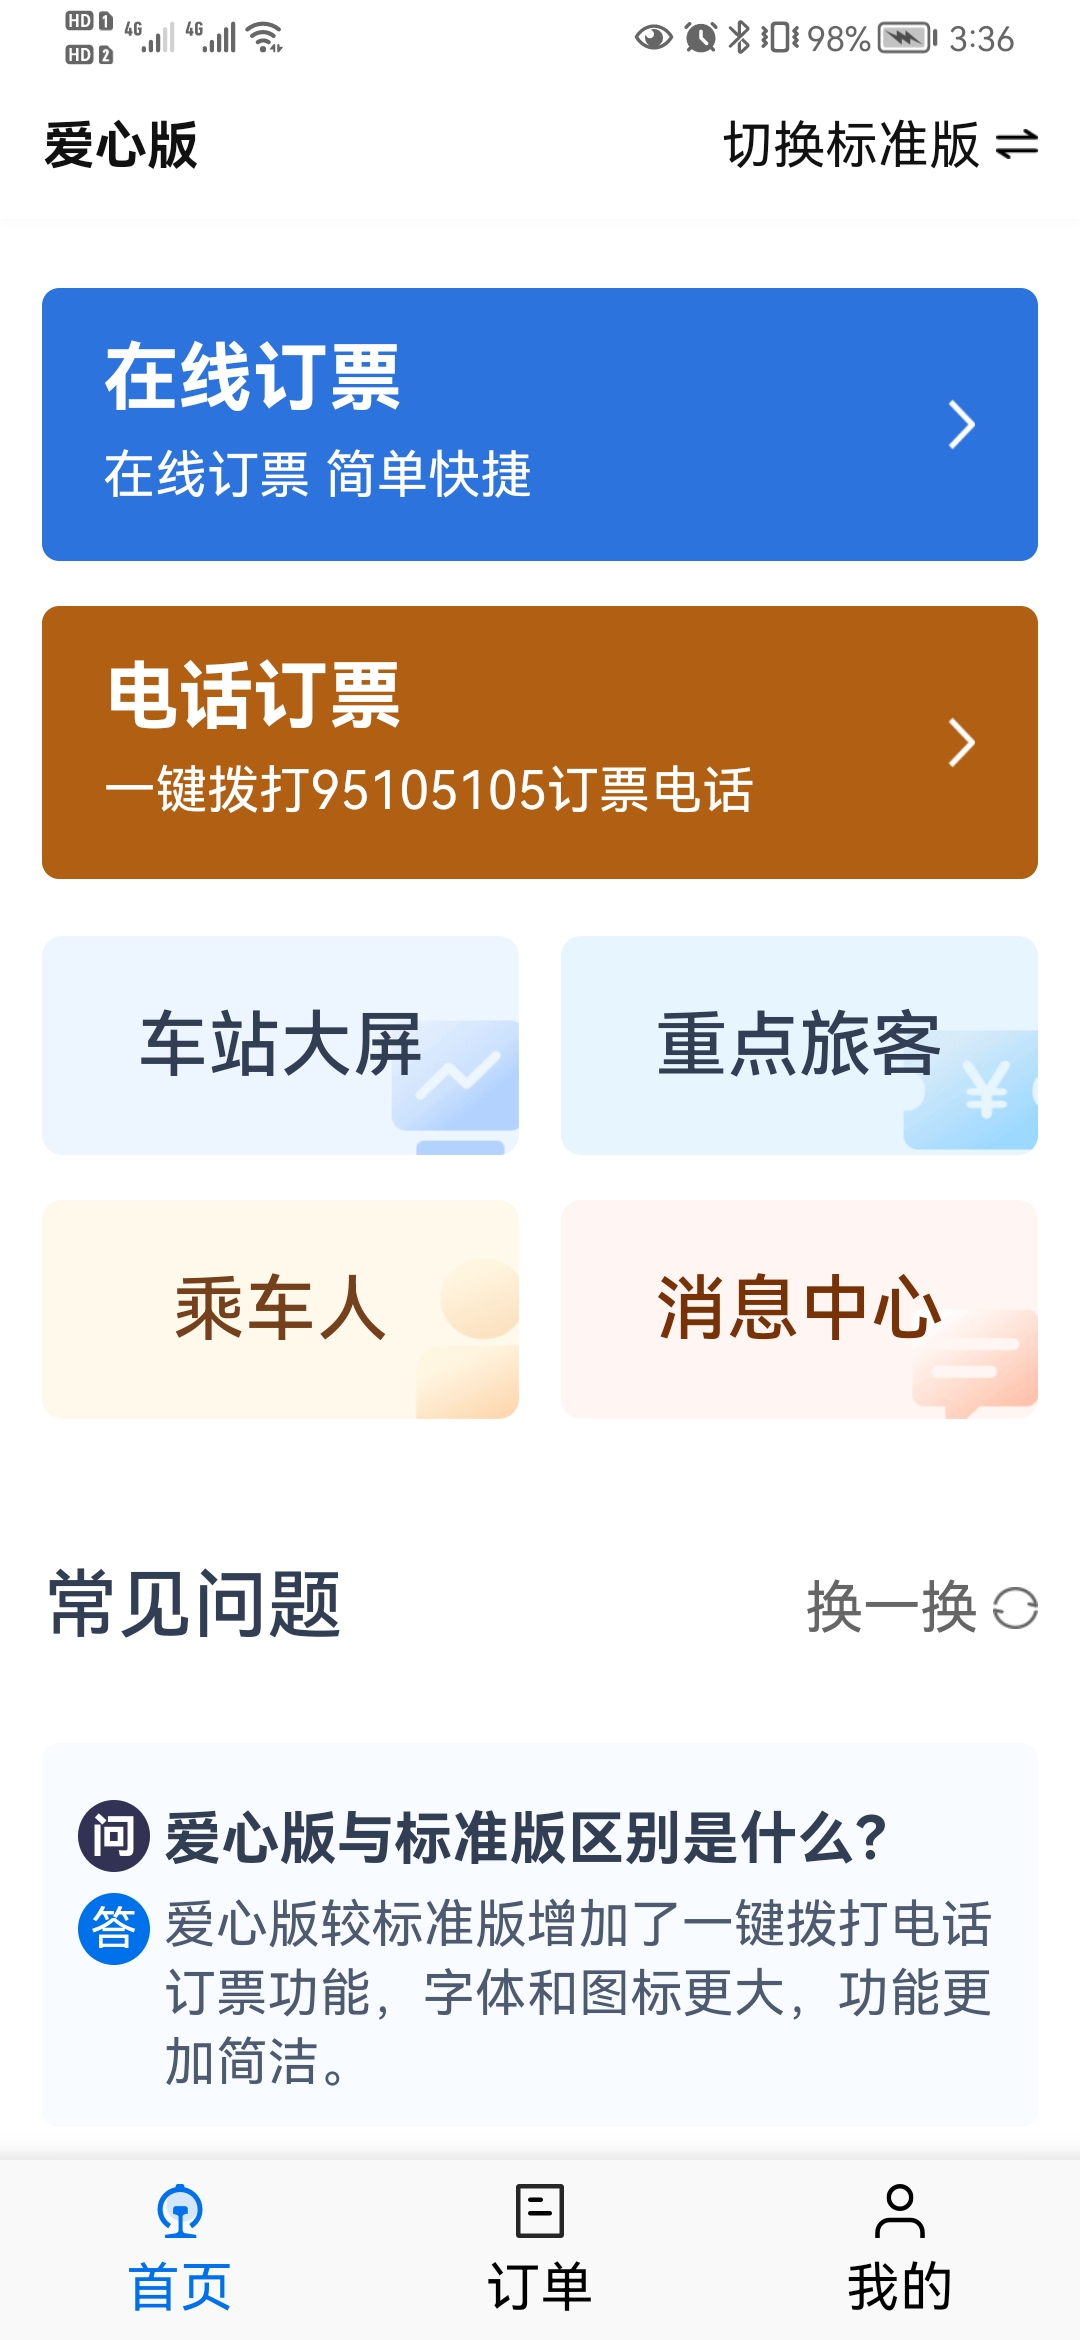 HD 1 4G 4G 98% 3:36
HD 2
爱心版 切换标准版
在线订票
在线订票 简单快捷
电话订票
一键拨打95105105订票电话
车站大屏 重点旅客
¥
乘车人 消息中心
常见问题 换一换
问 爱心版与标准版区别是什么?
答 爱心版较标准版增加了一键拨打电话
订票功能，字体和图标更大，功能更
加简洁。
首页 订单 我的